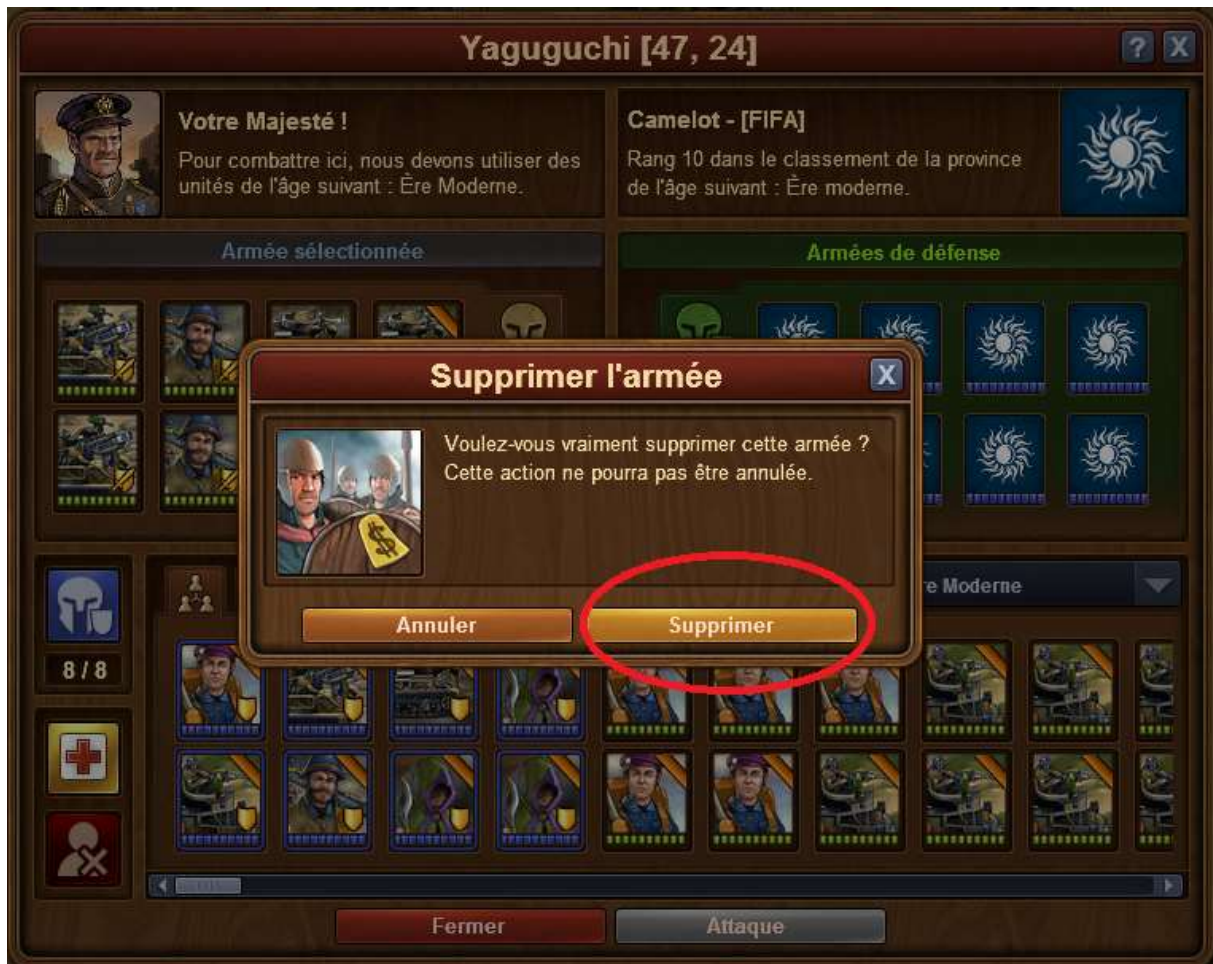 Yaguguchi [47, 24]
? X
Votre Majesté !
Pour combattre ici, nous devons utiliser des
unités de l'âge suivant : Ère Moderne.
Camelot - [FIFA]
Rang 10 dans le classement de la province
de l'âge suivant : Ère moderne.
Armée sélectionnée
Armées de défense
Supprimer l'armée
X
Voulez-vous vraiment supprimer cette armée ?
Cette action ne pourra pas être annulée.
$
Annuler
Supprimer
e Moderne
8 / 8
Fermer
Attaque